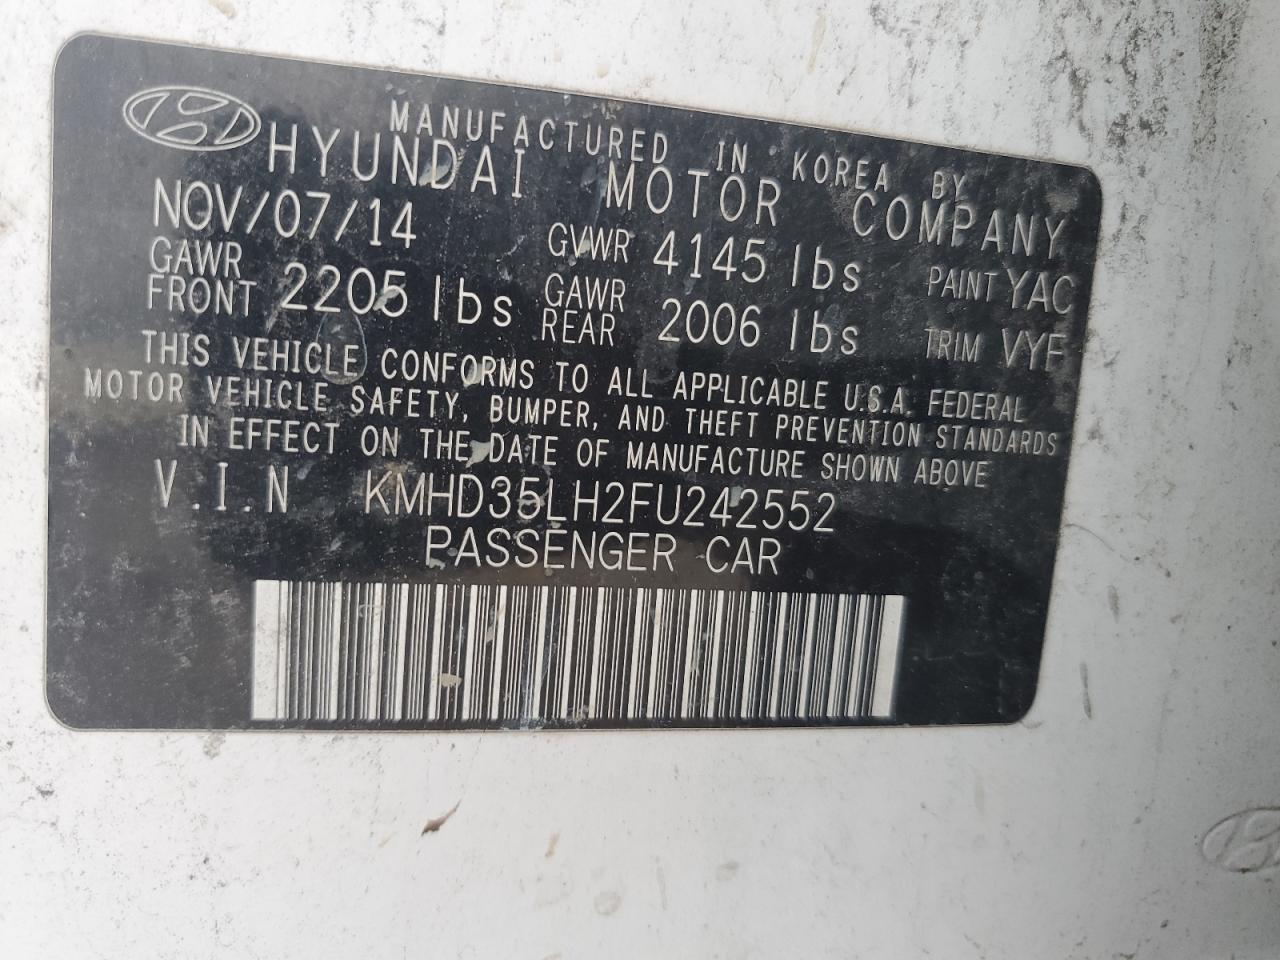 MANUFACTURED IN KOREA BY
HYUNDAI MOTOR COMPANY
NOV/07/14 GVWR 4145 lbs PAINT YAC
GAWR FRONT 2205 lbs GAWR REAR 2006 lbs TRIM VYF
THIS VEHICLE CONFORMS TO ALL APPLICABLE U.S.A. FEDERAL
MOTOR VEHICLE SAFETY, BUMPER, AND THEFT PREVENTION STANDARDS
IN EFFECT ON THE DATE OF MANUFACTURE SHOWN ABOVE
V.I.N KMHD35LH2FU242552
PASSENGER CAR